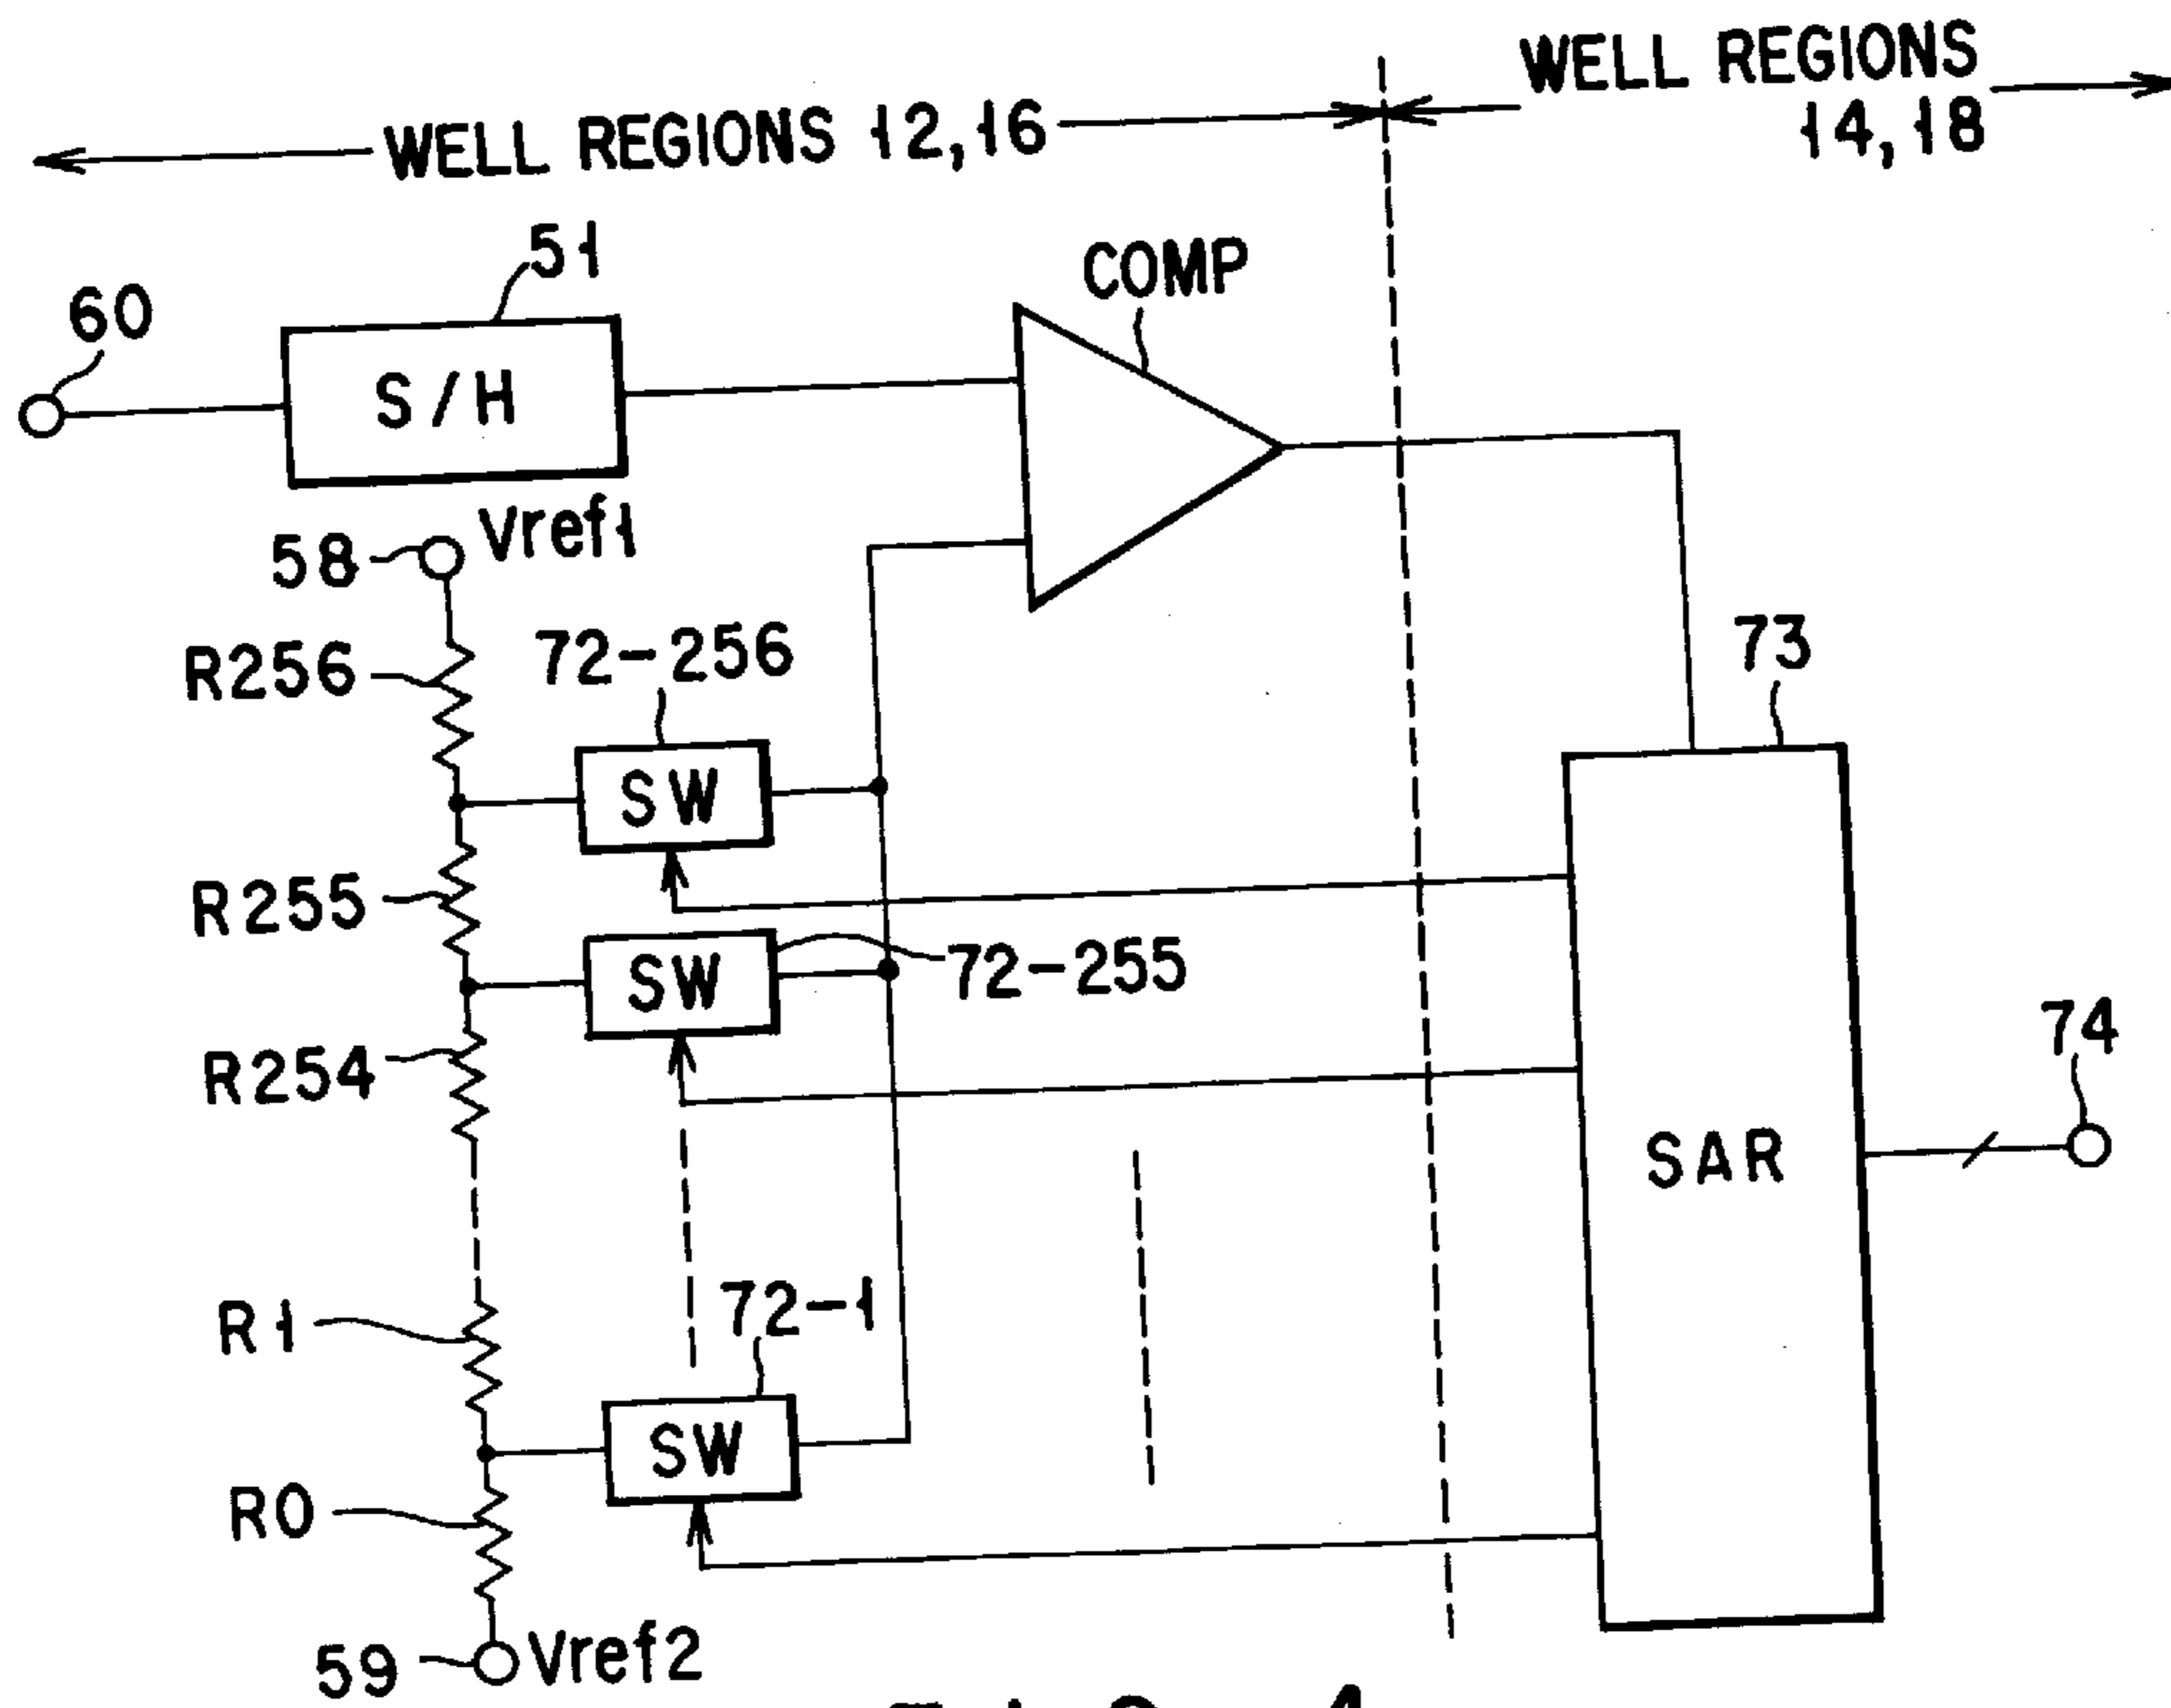 WELL REGIONS 12,16
WELL REGIONS
14,18
51
60
COMP
S/H
58
Vref1
R256
72-256
73
SW
R255
SW
72-255
R254
74
SAR
R1
72-1
SW
R0
59
Vref2